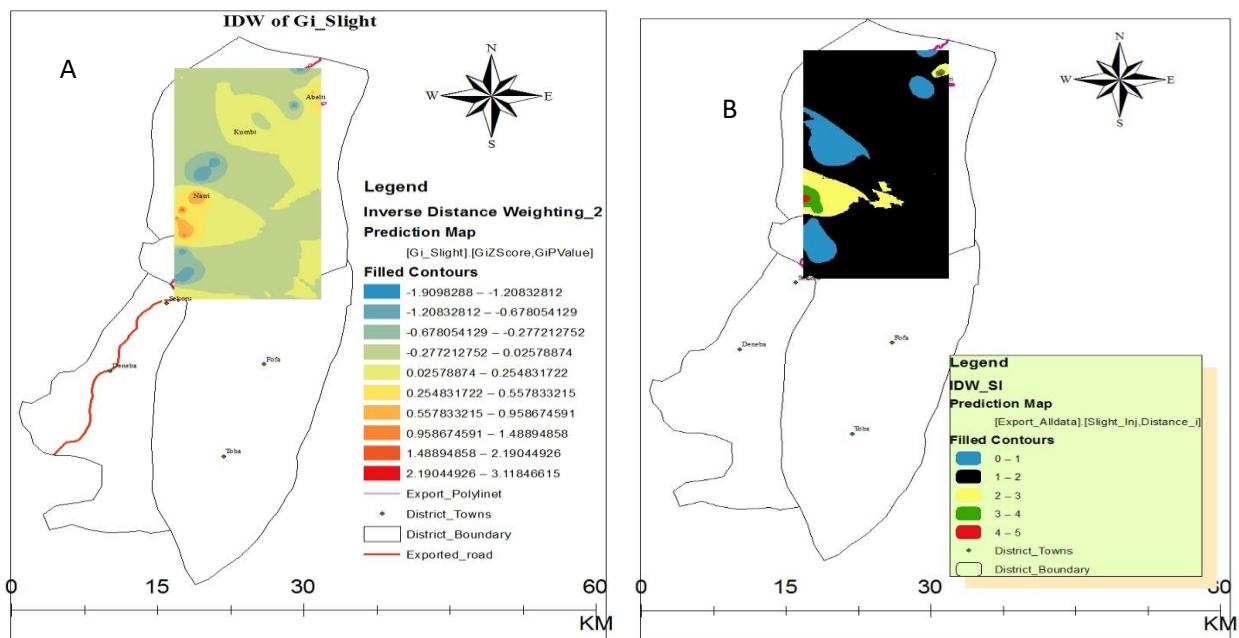 IDW of Gi_Slight
A
N
W
E
S
Abelti
Kumbi
Natri
Sekoru
Deneba
Fofa
Toba
Legend
Inverse Distance Weighting_2
Prediction Map
[Gi_Slight].[GiZScore,GiPValue]
Filled Contours
-1.9098288 – -1.20832812
-1.20832812 – -0.678054129
-0.678054129 – -0.277212752
-0.277212752 – 0.02578874
0.02578874 – 0.254831722
0.254831722 – 0.557833215
0.557833215 – 0.958674591
0.958674591 – 1.48894858
1.48894858 – 2.19044926
2.19044926 – 3.11846615
Export_Polylinet
District_Towns
District_Boundary
Exported_road
0 15 30 60
KM
B
N
W
E
S
Deneba
Fofa
Toba
Legend
IDW_SI
Prediction Map
[Export_Alldata].[Slight_Inj,Distance_i]
Filled Contours
0 – 1
1 – 2
2 – 3
3 – 4
4 – 5
District_Towns
District_Boundary
0 15 30 60
KM